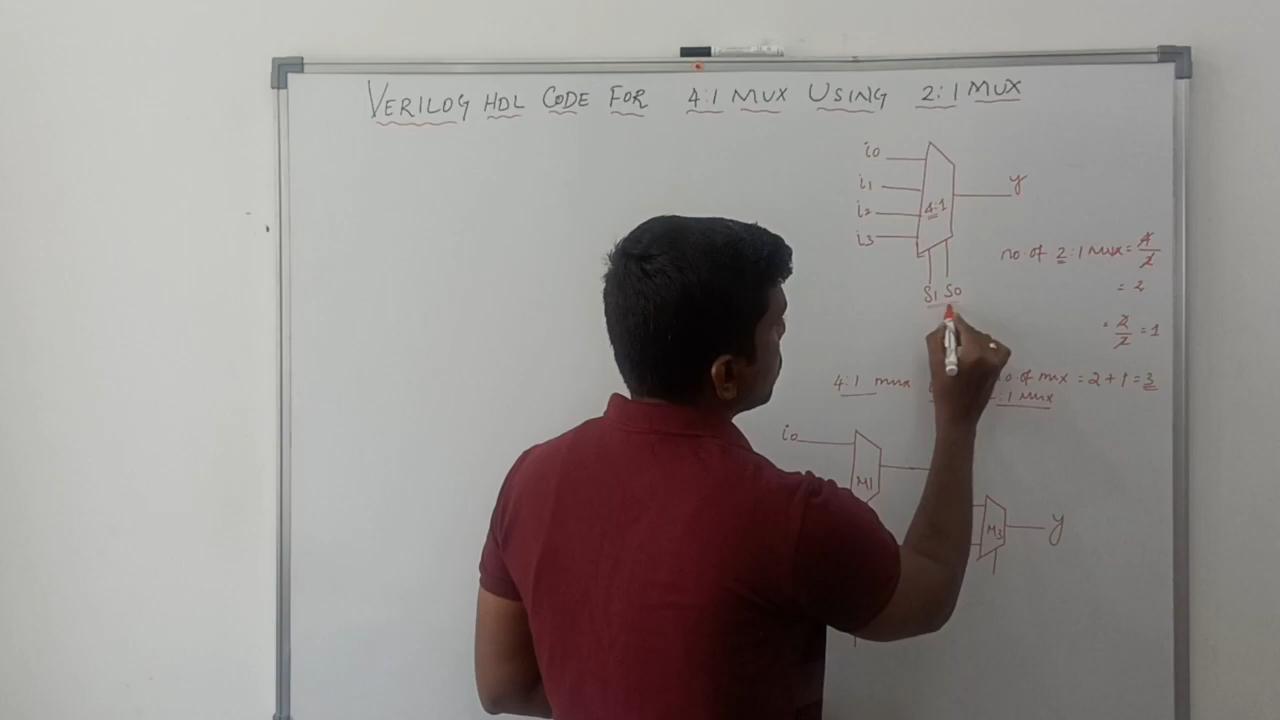 VERILOG HDL CODE FOR 4:1 MUX USING 2:1 MUX
i0
i1
i2
i3
4:1
y
S1 S0
no. of 2:1 MUX = 4/2
= 2
= 2/2 = 1
4:1 mux no. of mux = 2 + 1 = 3
:1 MUX
i0
M1
M3
y